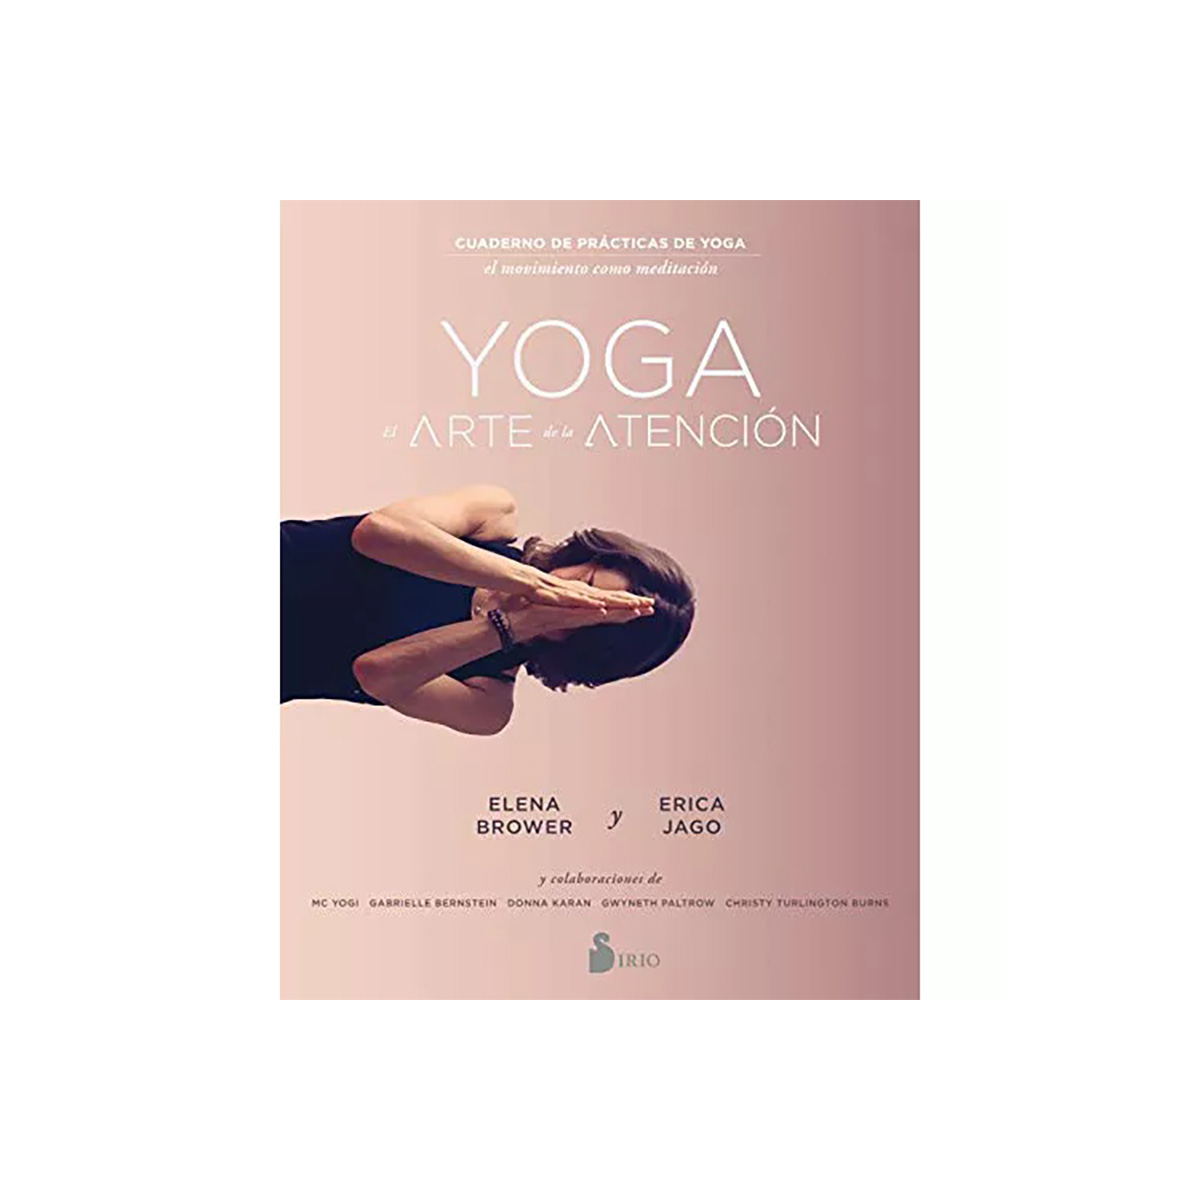 CUADERNO DE PRÁCTICAS DE YOGA
el movimiento como meditación
YOGA
El ARTE de la ATENCIÓN
ELENA BROWER y ERICA JAGO
y colaboraciones de
MC YOGI GABRIELLE BERNSTEIN DONNA KARAN GWYNETH PALTROW CHRISTY TURLINGTON BURNS
SIRIO